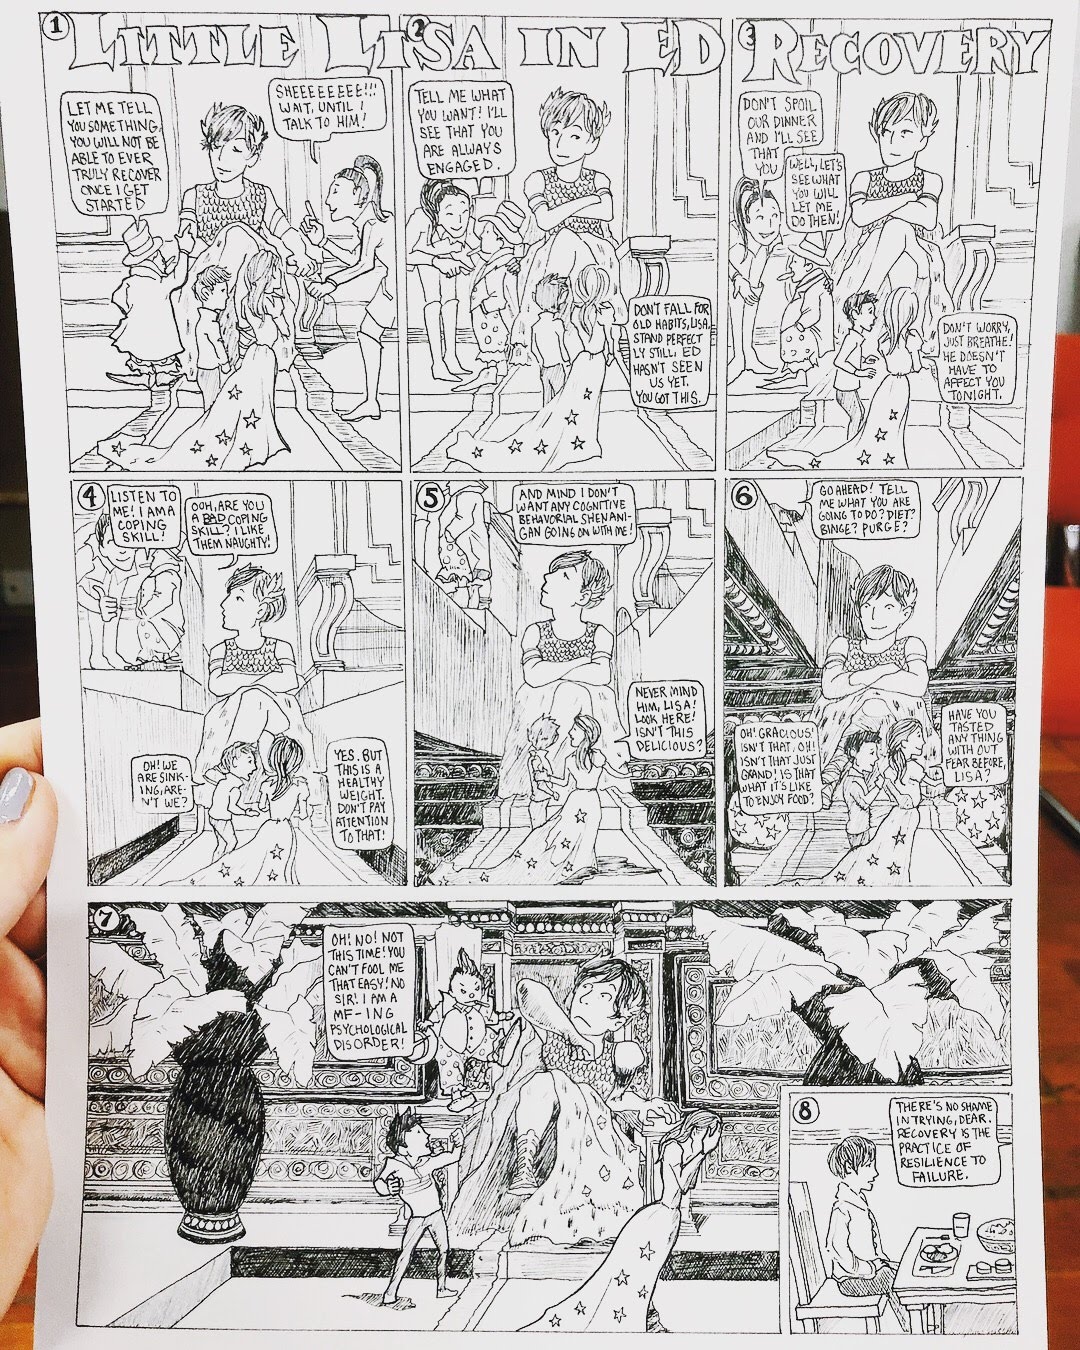 LITTLE LISA IN ED RECOVERY
1
LET ME TELL
YOU SOMETHING,
YOU WILL NOT BE
ABLE TO EVER
TRULY RECOVER
ONCE I GET
STARTED
SHEEEEEEEE!!!
WAIT, UNTIL I
TALK TO HIM!
2
TELL ME WHAT
YOU WANT! I'LL
SEE THAT YOU
ARE ALWAYS
ENGAGED.
DON'T FALL FOR
OLD HABITS, LISA.
STAND PERFECT
LY STILL. ED
HASN'T SEEN
US YET.
YOU GOT THIS.
3
DON'T SPOIL
OUR DINNER
AND I'LL SEE
THAT
YOU
WELL, LET'S
SEE WHAT
YOU WILL
LET ME
DO THEN!
DON'T WORRY,
JUST BREATHE!
HE DOESN'T
HAVE TO
AFFECT YOU
TONIGHT.
4
LISTEN TO
ME! I AM A
COPING
SKILL!
OOH, ARE YOU
A BAD COPING
SKILL? I LIKE
THEM NAUGHTY!
OH! WE
ARE SINK-
ING, ARE-
N'T WE?
YES. BUT
THIS IS A
HEALTHY
WEIGHT.
DON'T PAY
ATTENTION
TO THAT!
5
AND MIND I DON'T
WANT ANY COGNITIVE
BEHAVORIAL SHENANI-
GAN GOING ON WITH ME!
NEVER MIND
HIM, LISA!
LOOK HERE!
ISN'T THIS
DELICIOUS?
6
GO AHEAD! TELL
ME WHAT YOU ARE
GOING TO DO? DIET?
BINGE? PURGE?
OH! GRACIOUS!
ISN'T THAT, OH!
ISN'T THAT JUST
GRAND! IS THAT
WHAT IT'S LIKE
TO ENJOY FOOD?
HAVE YOU
TASTED
ANY THING
WITH OUT
FEAR BEFORE,
LISA?
7
OH! NO! NOT
THIS TIME! YOU
CAN'T FOOL ME
THAT EASY! NO
SIR! I AM A
MF-ING
PSYCHOLOGICAL
DISORDER!
8
THERE'S NO SHAME
IN TRYING, DEAR.
RECOVERY IS THE
PRACTICE OF
RESILIENCE TO
FAILURE.